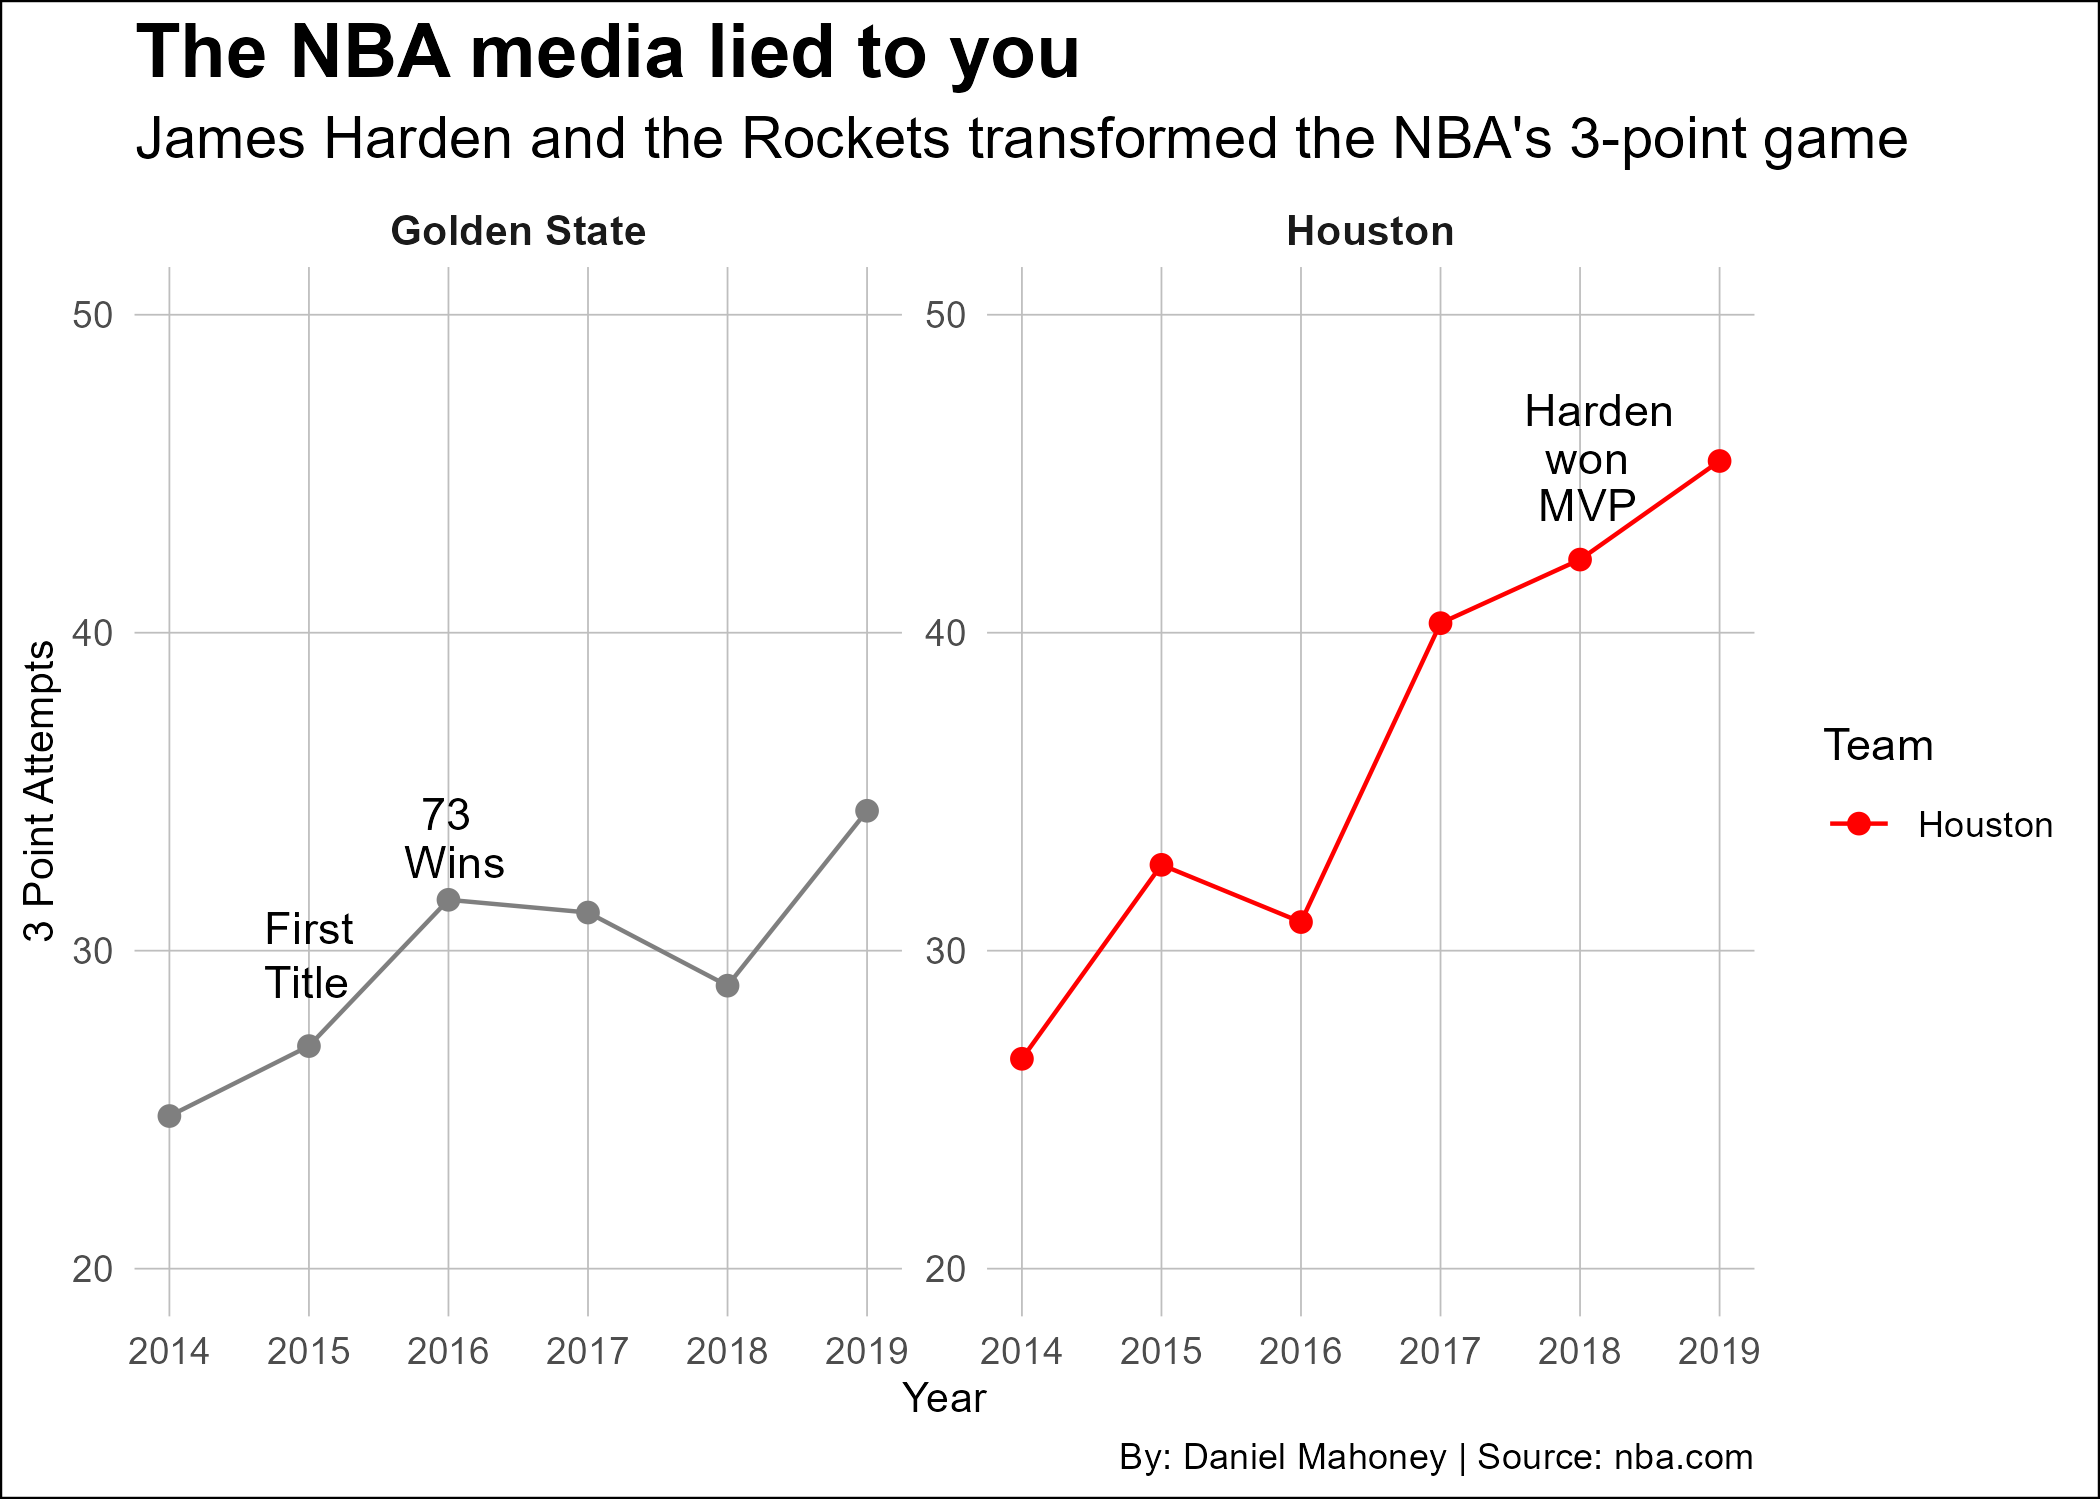 The NBA media lied to you
James Harden and the Rockets transformed the NBA's 3-point game
Golden State
Houston
50
40
30
20
50
40
30
20
3 Point Attempts
First
Title
73
Wins
Harden
won
MVP
Team
Houston
2014 2015 2016 2017 2018 2019
2014 2015 2016 2017 2018 2019
Year
By: Daniel Mahoney | Source: nba.com